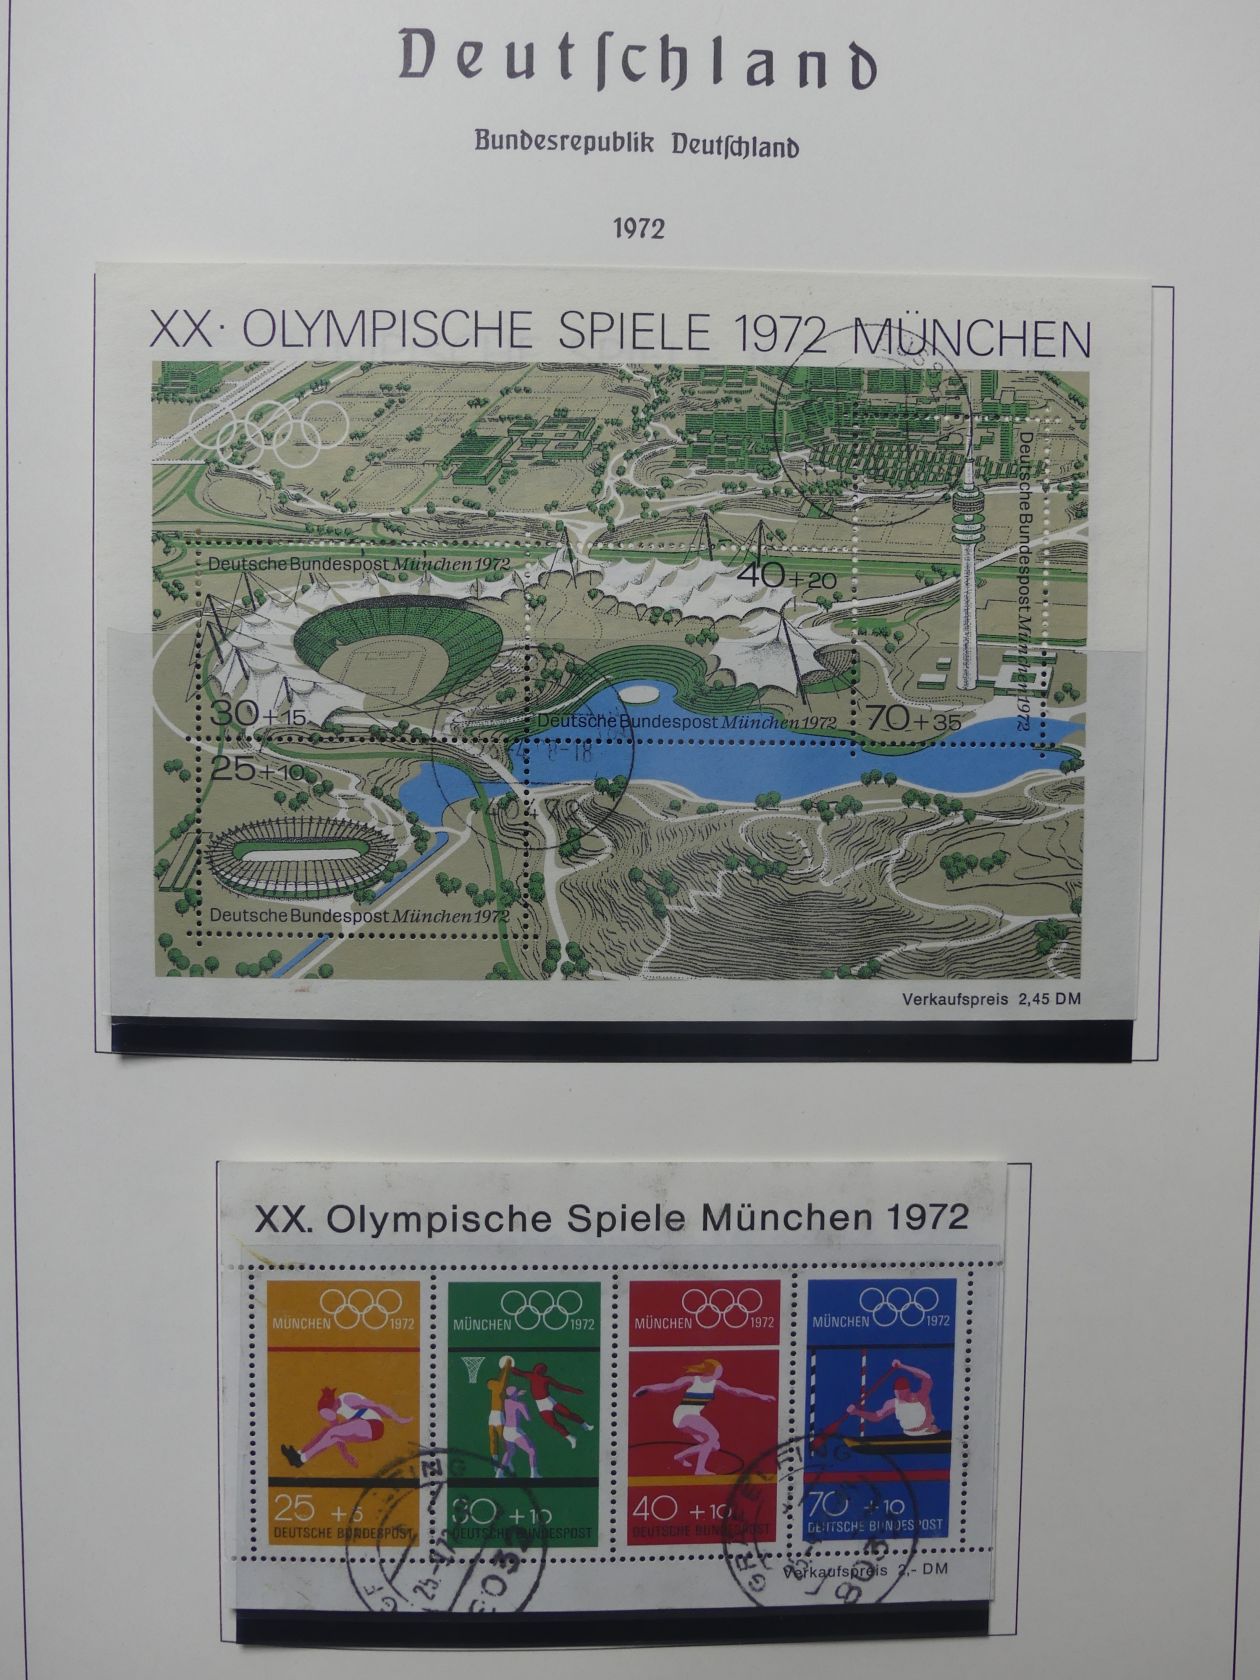 Deutſchland
Bundesrepublik Deutſchland
1972
XX. OLYMPISCHE SPIELE 1972 MÜNCHEN
Deutsche Bundespost München 1972
Deutsche Bundespost München 1972
40+20
30+15
Deutsche Bundespost München 1972
70+35
25+10
Deutsche Bundespost München 1972
Verkaufspreis 2,45 DM
XX. Olympische Spiele München 1972
MÜNCHEN 1972
MÜNCHEN 1972
MÜNCHEN 1972
MÜNCHEN 1972
25 +5
30 +10
40 +10
70 +10
DEUTSCHE BUNDESPOST
DEUTSCHE BUNDESPOST
DEUTSCHE BUNDESPOST
DEUTSCHE BUNDESPOST
Verkaufspreis 2,- DM
8032